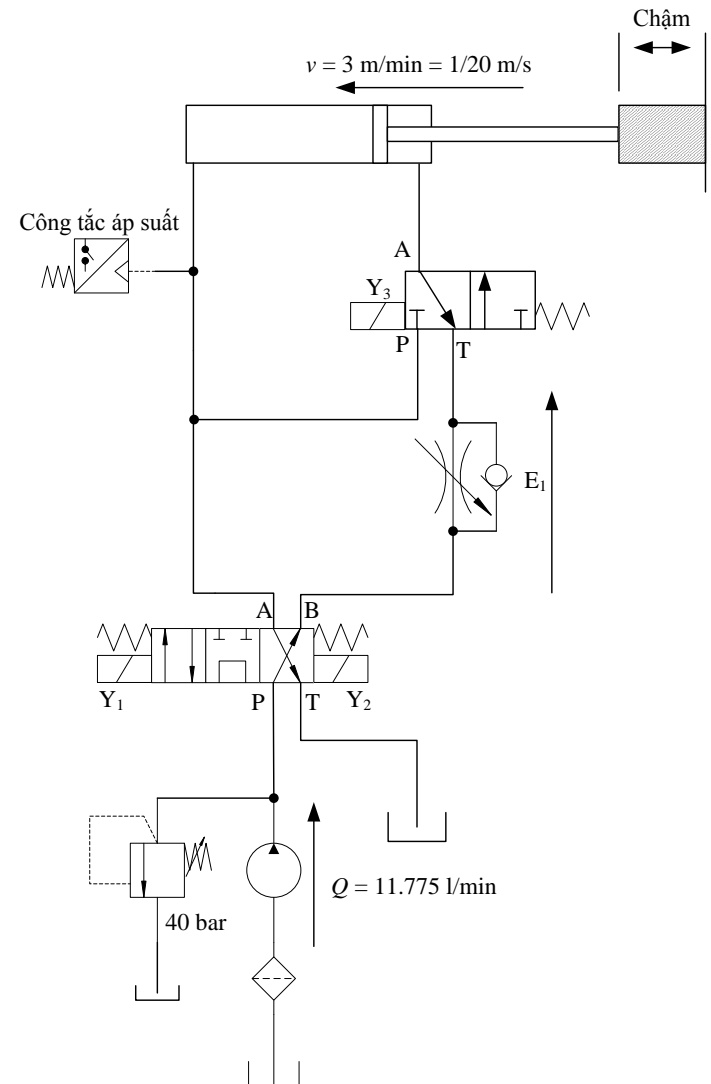 Chậm
v = 3 m/min = 1/20 m/s
Công tắc áp suất
A
Y3
P
T
E1
A
B
Y1
P
T
Y2
Q = 11.775 l/min
40 bar